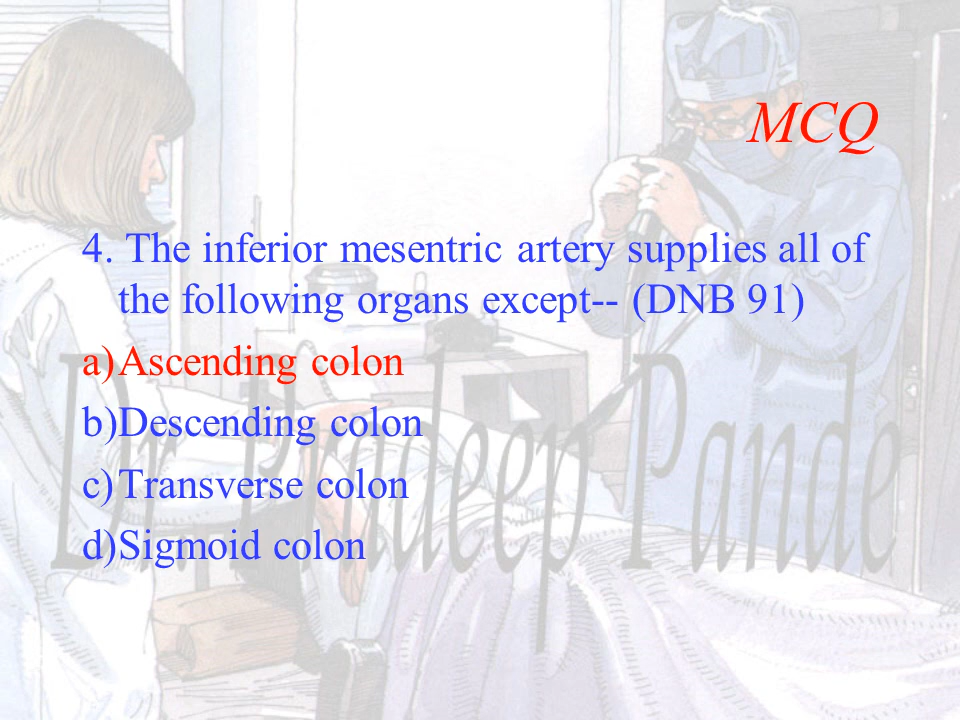 MCQ
4. The inferior mesentric artery supplies all of
the following organs except-- (DNB 91)
a)Ascending colon
b)Descending colon
c)Transverse colon
d)Sigmoid colon
Dr. Pradeep Pande